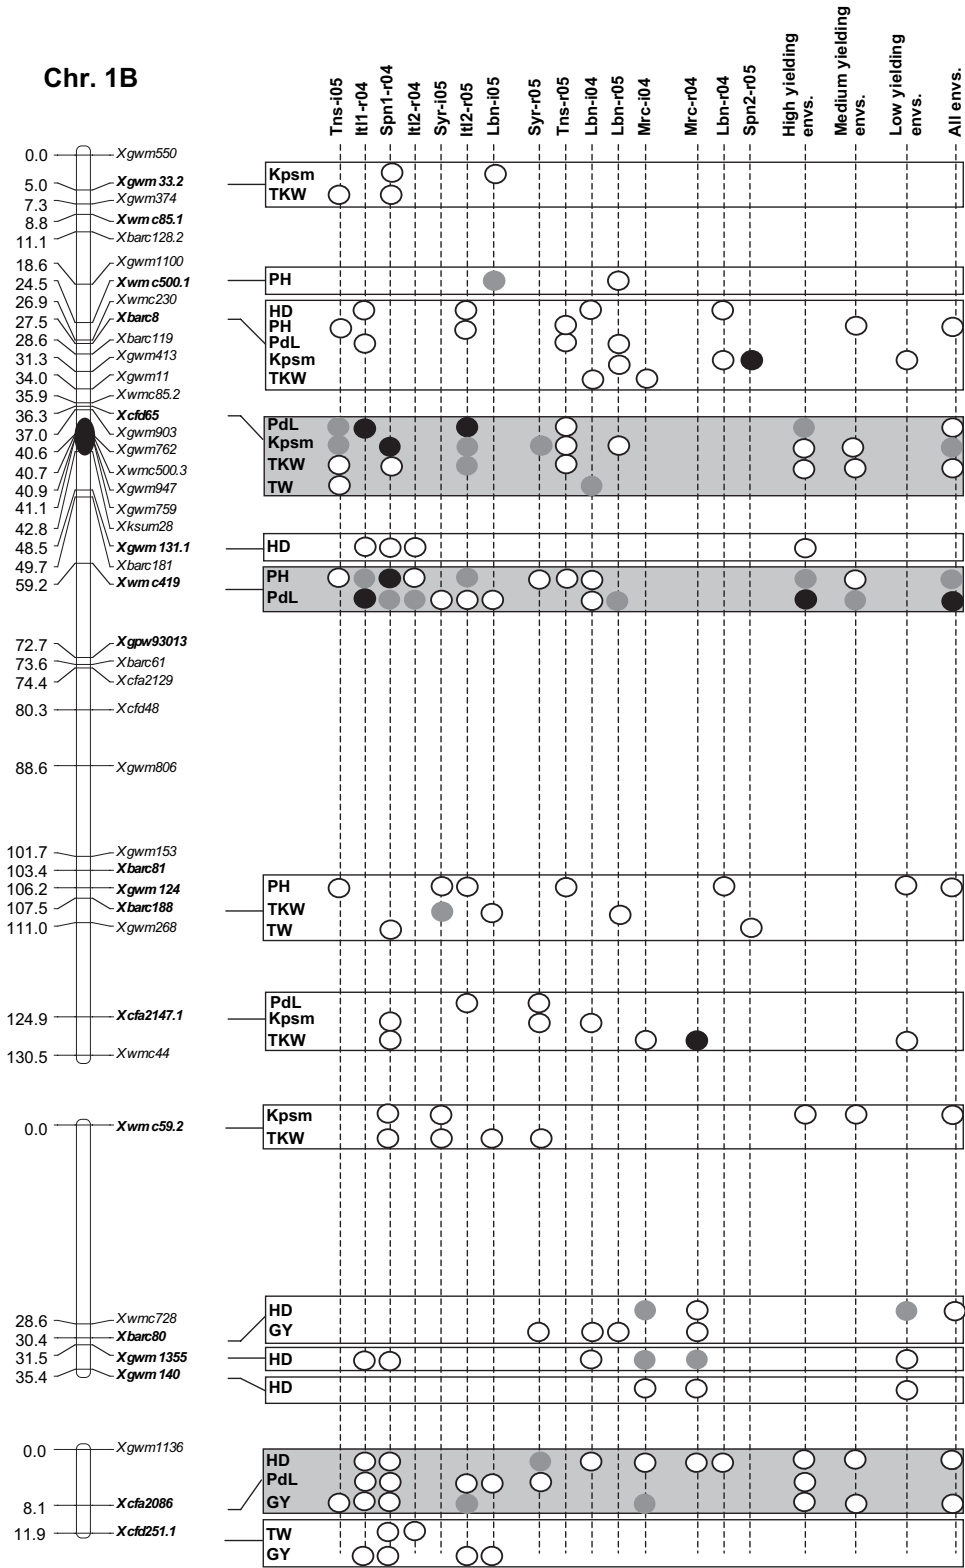 Chr. 1B
Tns-i05
Itl1-r04
Spn1-r04
Itl2-r04
Syr-i05
Itl2-r05
Lbn-i05
Syr-r05
Tns-r05
Lbn-i04
Lbn-r05
Mrc-i04
Mrc-r04
Lbn-r04
Spn2-r05
High yielding
envs.
Medium yielding
envs.
Low yielding
envs.
All envs.
0.0 Xgwm550
5.0 Xgwm33.2
7.3 Xgwm374
8.8 Xwmc85.1
11.1 Xbarc128.2
18.6 Xgwm1100
24.5 Xwmc500.1
26.9 Xwmc230
27.5 Xbarc8
28.6 Xbarc119
31.3 Xgwm413
34.0 Xgwm11
35.9 Xwmc85.2
36.3 Xcfd65
37.0 Xgwm903
40.6 Xgwm762
40.7 Xwmc500.3
40.9 Xgwm947
41.1 Xgwm759
42.8 Xksum28
48.5 Xgwm131.1
49.7 Xbarc181
59.2 Xwmc419
72.7 Xgpw93013
73.6 Xbarc61
74.4 Xcfa2129
80.3 Xcfd48
88.6 Xgwm806
101.7 Xgwm153
103.4 Xbarc81
106.2 Xgwm124
107.5 Xbarc188
111.0 Xgwm268
124.9 Xcfa2147.1
130.5 Xwmc44
0.0 Xwmc59.2
28.6 Xwmc728
30.4 Xbarc80
31.5 Xgwm1355
35.4 Xgwm140
0.0 Xgwm1136
8.1 Xcfa2086
11.9 Xcfd251.1
Kpsm
TKW
PH
HD
PH
PdL
Kpsm
TKW
PdL
Kpsm
TKW
TW
HD
PH
PdL
PH
TKW
TW
PdL
Kpsm
TKW
Kpsm
TKW
HD
GY
HD
HD
HD
PdL
GY
TW
GY